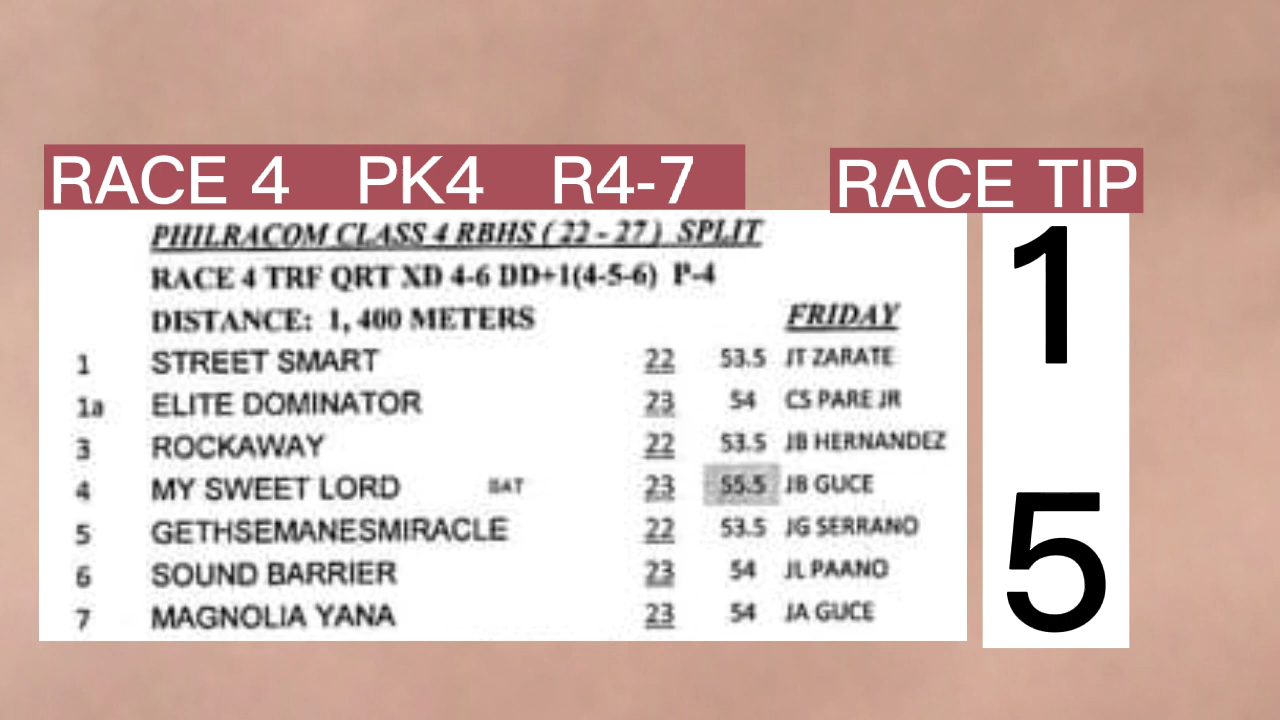 RACE 4 PK4 R4-7
RACE TIP
PHILRACOM CLASS 4 RBHS ( 22 - 27 ) SPLIT
RACE 4 TRF QRT XD 4-6 DD+1(4-5-6) P-4
DISTANCE: 1, 400 METERS FRIDAY
1 STREET SMART 22 53.5 JT ZARATE
1a ELITE DOMINATOR 23 54 CS PARE JR
3 ROCKAWAY 22 53.5 JB HERNANDEZ
4 MY SWEET LORD 23 55.5 JB GUCE
5 GETHSEMANESMIRACLE 22 53.5 JG SERRANO
6 SOUND BARRIER 23 54 JL PAANO
7 MAGNOLIA YANA 23 54 JA GUCE
1
5